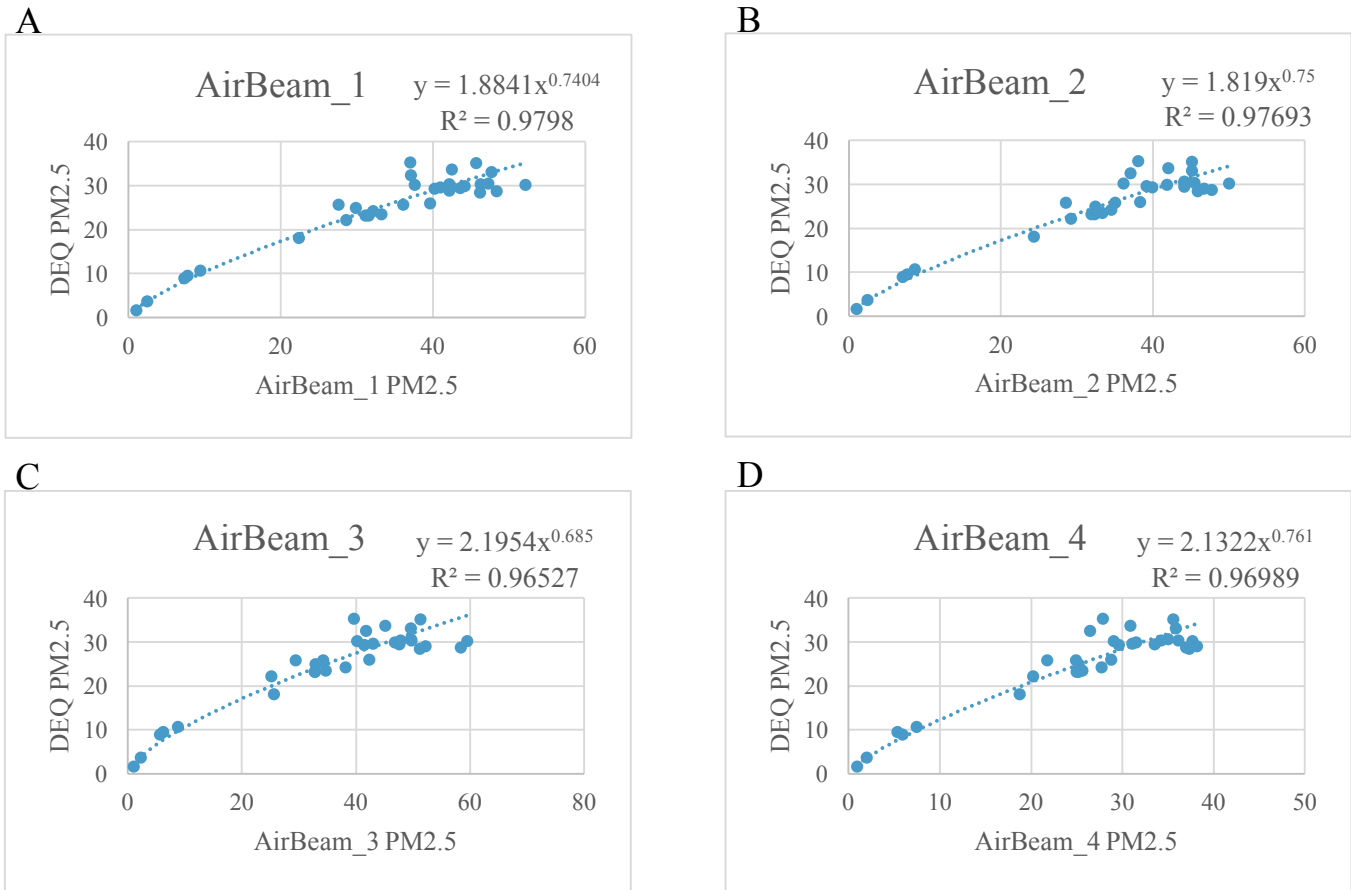 A
AirBeam_1
y = 1.8841x^0.7404
R² = 0.9798
DEQ PM2.5
40
30
20
10
0
0 20 40 60
AirBeam_1 PM2.5
B
AirBeam_2
y = 1.819x^0.75
R² = 0.97693
DEQ PM2.5
40
30
20
10
0
0 20 40 60
AirBeam_2 PM2.5
C
AirBeam_3
y = 2.1954x^0.685
R² = 0.96527
DEQ PM2.5
40
30
20
10
0
0 20 40 60 80
AirBeam_3 PM2.5
D
AirBeam_4
y = 2.1322x^0.761
R² = 0.96989
DEQ PM2.5
40
30
20
10
0
0 10 20 30 40 50
AirBeam_4 PM2.5